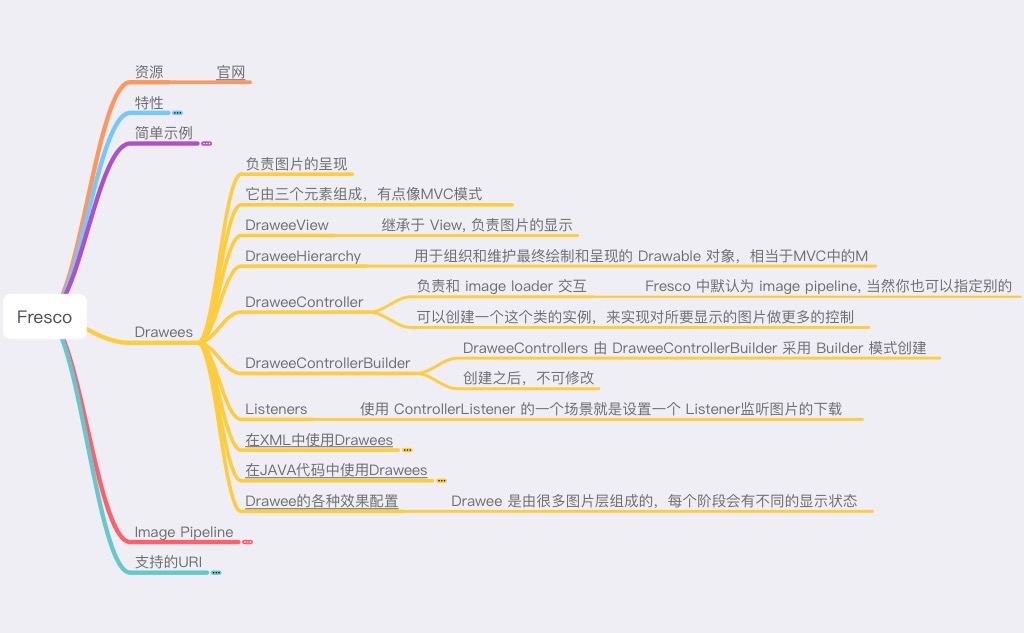 资源
官网
特性
简单示例
负责图片的呈现
它由三个元素组成，有点像MVC模式
DraweeView
继承于 View, 负责图片的显示
DraweeHierarchy
用于组织和维护最终绘制和呈现的 Drawable 对象，相当于MVC中的M
负责和 image loader 交互
Fresco 中默认为 image pipeline, 当然你也可以指定别的
DraweeController
可以创建一个这个类的实例，来实现对所要显示的图片做更多的控制
Fresco
Drawees
DraweeControllers 由 DraweeControllerBuilder 采用 Builder 模式创建
DraweeControllerBuilder
创建之后，不可修改
Listeners
使用 ControllerListener 的一个场景就是设置一个 Listener监听图片的下载
在XML中使用Drawees
在JAVA代码中使用Drawees
Drawee的各种效果配置
Drawee 是由很多图片层组成的，每个阶段会有不同的显示状态
Image Pipeline
支持的URI